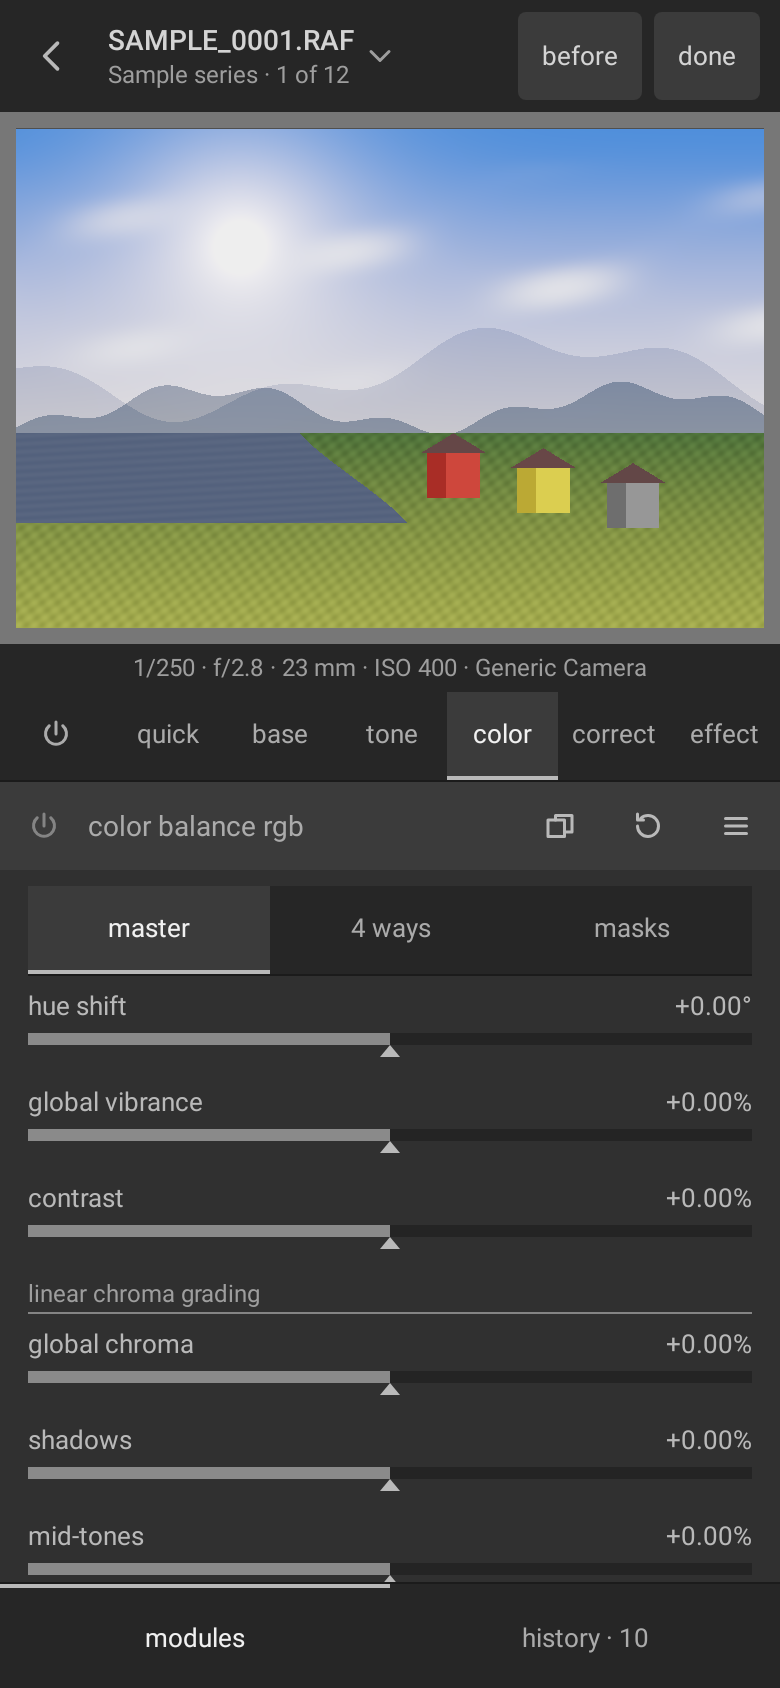 SAMPLE_0001.RAF
Sample series · 1 of 12
before
done
1/250 · f/2.8 · 23 mm · ISO 400 · Generic Camera
quick base tone color correct effect
color balance rgb
master 4 ways masks
hue shift +0.00°
global vibrance +0.00%
contrast +0.00%
linear chroma grading
global chroma +0.00%
shadows +0.00%
mid-tones +0.00%
modules history · 10